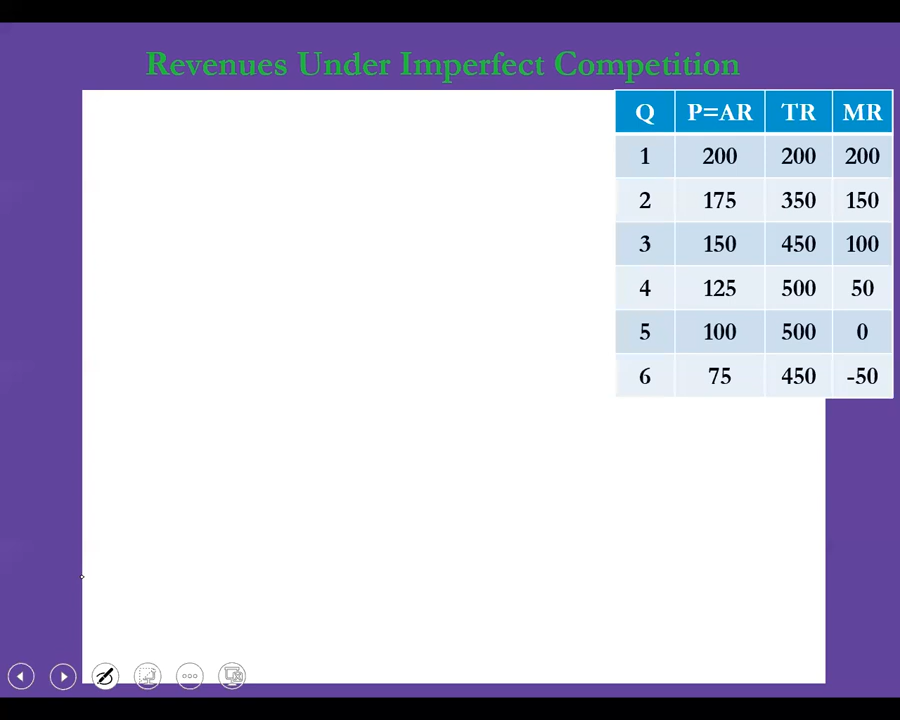 Revenues Under Imperfect Competition
Q P=AR TR MR
1 200 200 200
2 175 350 150
3 150 450 100
4 125 500 50
5 100 500 0
6 75 450 -50